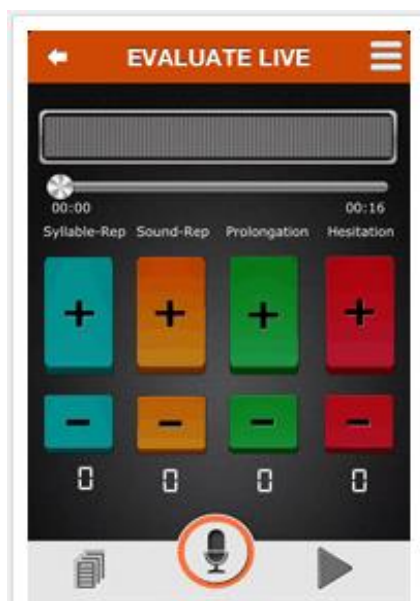 EVALUATE LIVE
00:00 00:16
Syllable-Rep Sound-Rep Prolongation Hesitation
+ + + +
- - - -
0 0 0 0